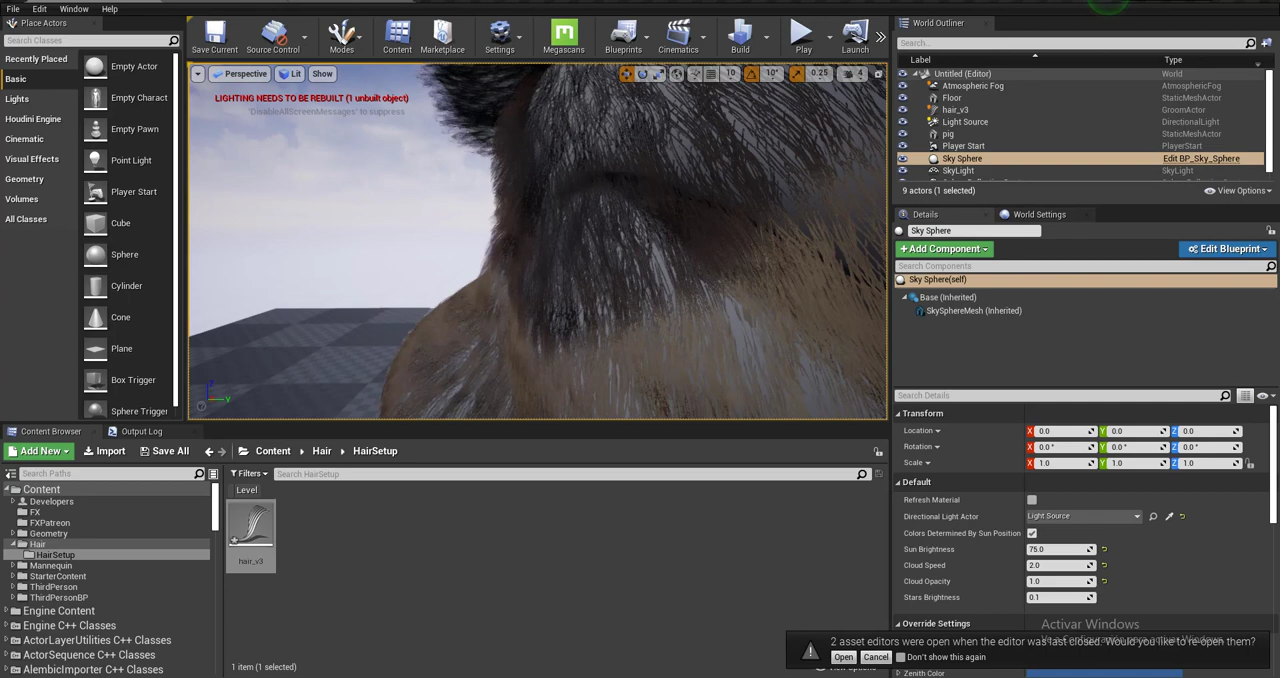 File Edit Window Help
Place Actors
Search Classes
Recently Placed
Basic
Lights
Houdini Engine
Cinematic
Visual Effects
Geometry
Volumes
All Classes
Empty Actor
Empty Charact
Empty Pawn
Point Light
Player Start
Cube
Sphere
Cylinder
Cone
Plane
Box Trigger
Sphere Trigger
Save Current Source Control Modes Content Marketplace Settings Megascans Blueprints Cinematics Build Play Launch
Perspective Lit Show
10 10° 0.25 4
LIGHTING NEEDS TO BE REBUILT (1 unbuilt object)
'DisableAllScreenMessages' to suppress
World Outliner
Search...
Label Type
Untitled (Editor) World
Atmospheric Fog AtmosphericFog
Floor StaticMeshActor
hair_v3 GroomActor
Light Source DirectionalLight
pig StaticMeshActor
Player Start PlayerStart
Sky Sphere Edit BP_Sky_Sphere
SkyLight SkyLight
9 actors (1 selected) View Options
Details World Settings
Sky Sphere
+ Add Component Edit Blueprint
Search Components
Sky Sphere(self)
Base (Inherited)
SkySphereMesh (Inherited)
Search Details
Transform
Location X 0.0 Y 0.0 Z 0.0
Rotation X 0.0° Y 0.0° Z 0.0°
Scale X 1.0 Y 1.0 Z 1.0
Default
Refresh Material
Directional Light Actor Light Source
Colors Determined By Sun Position
Sun Brightness 75.0
Cloud Speed 2.0
Cloud Opacity 1.0
Stars Brightness 0.1
Override Settings
Zenith Color
Activar Windows
2 asset editors were open when the editor was last closed. Would you like to re-open them?
Open Cancel Don't show this again
Content Browser Output Log
Add New Import Save All Content Hair HairSetup
Search Paths
Filters Search HairSetup
Level
Content
Developers
FX
FXPatreon
Geometry
Hair
HairSetup
Mannequin
StarterContent
ThirdPerson
ThirdPersonBP
Engine Content
Engine C++ Classes
ActorLayerUtilities C++ Classes
ActorSequence C++ Classes
AlembicImporter C++ Classes
hair_v3
1 item (1 selected)